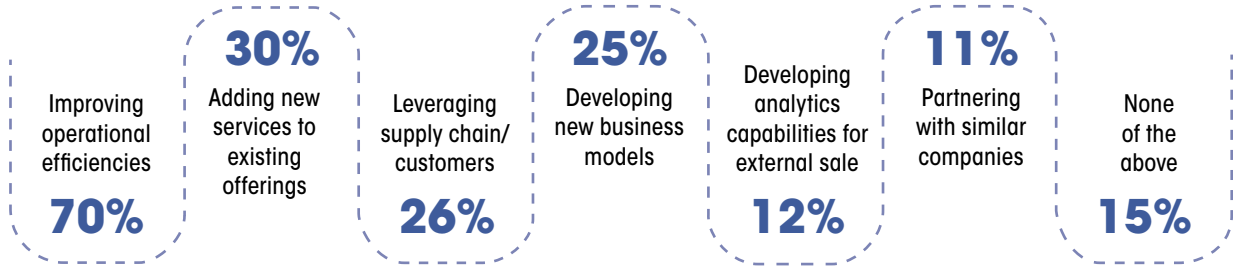 Improving
operational
efficiencies
70%
30%
Adding new
services to
existing
offerings
Leveraging
supply chain/
customers
26%
25%
Developing
new business
models
Developing
analytics
capabilities for
external sale
12%
11%
Partnering
with similar
companies
None
of the
above
15%